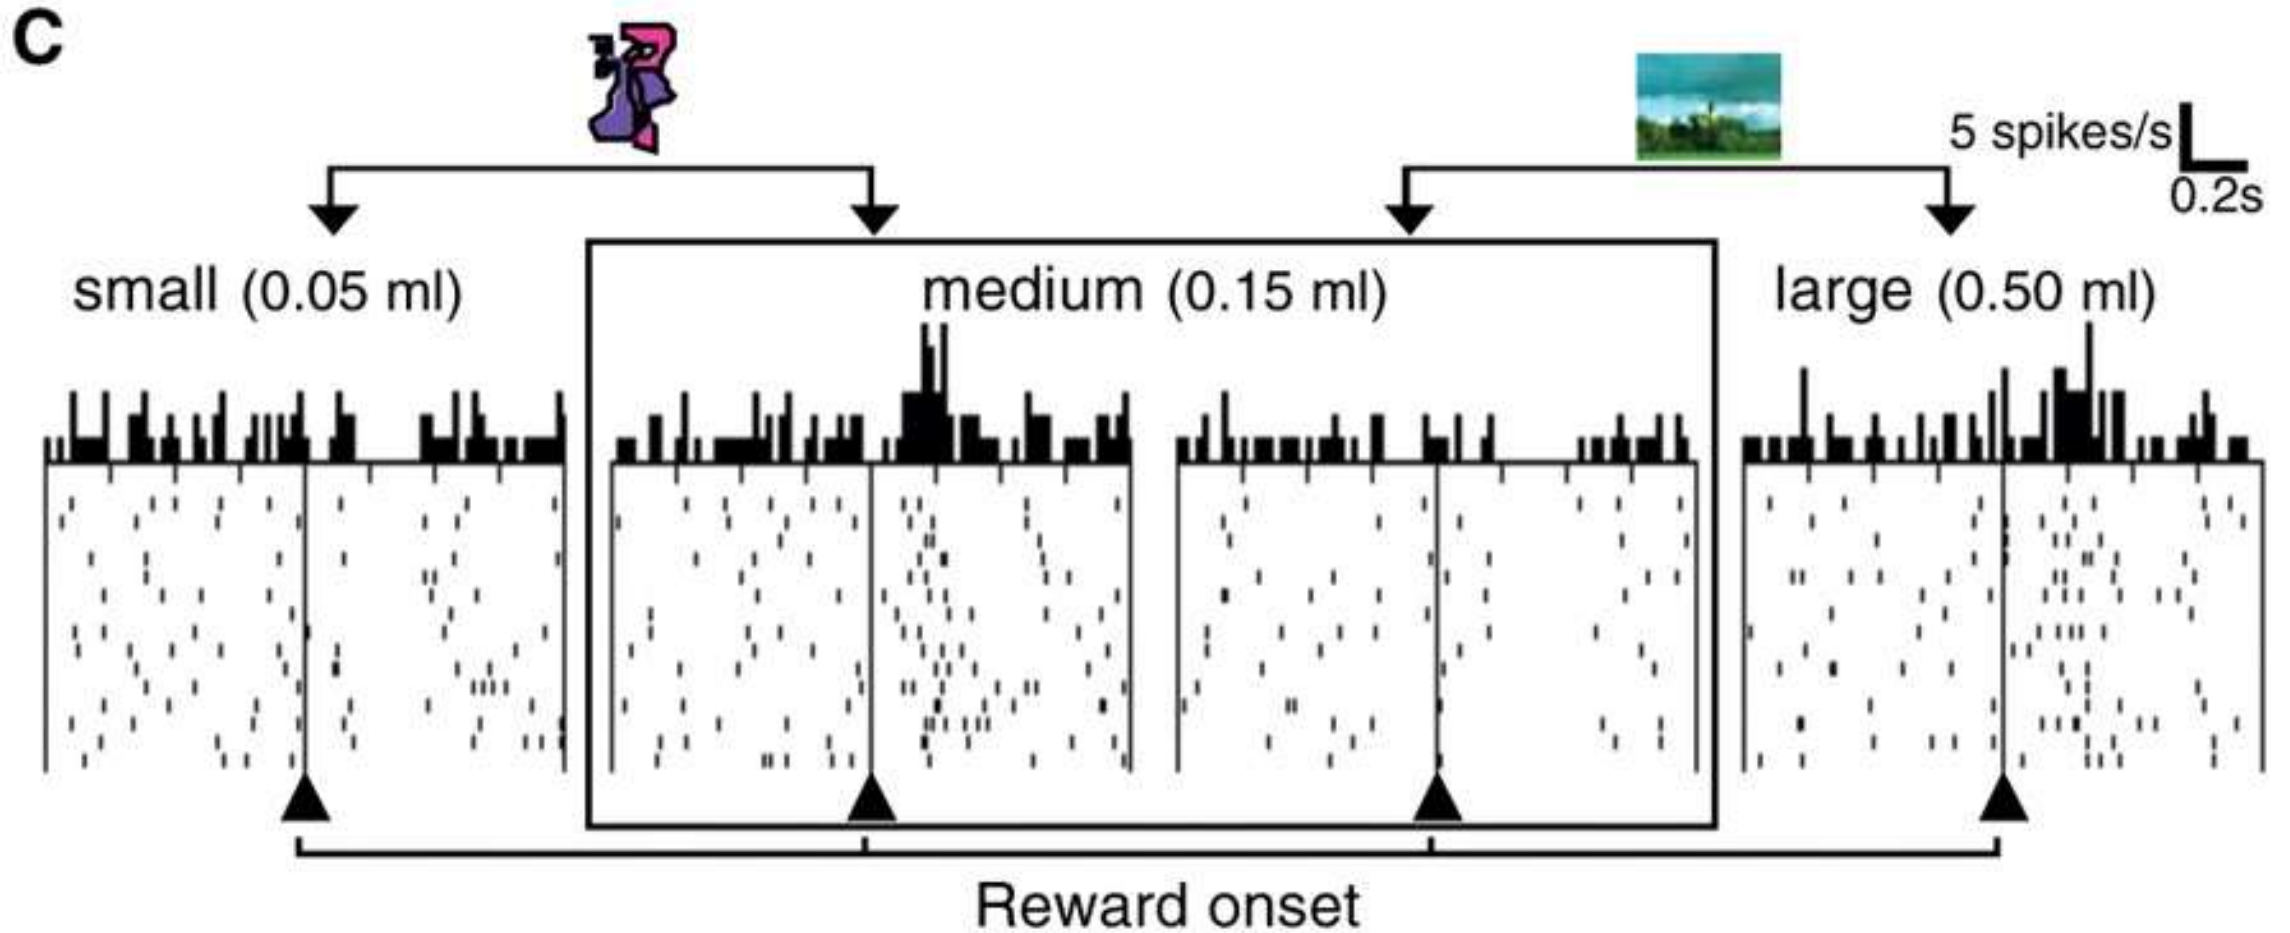 C
5 spikes/s
0.2s
small (0.05 ml)
medium (0.15 ml)
large (0.50 ml)
Reward onset